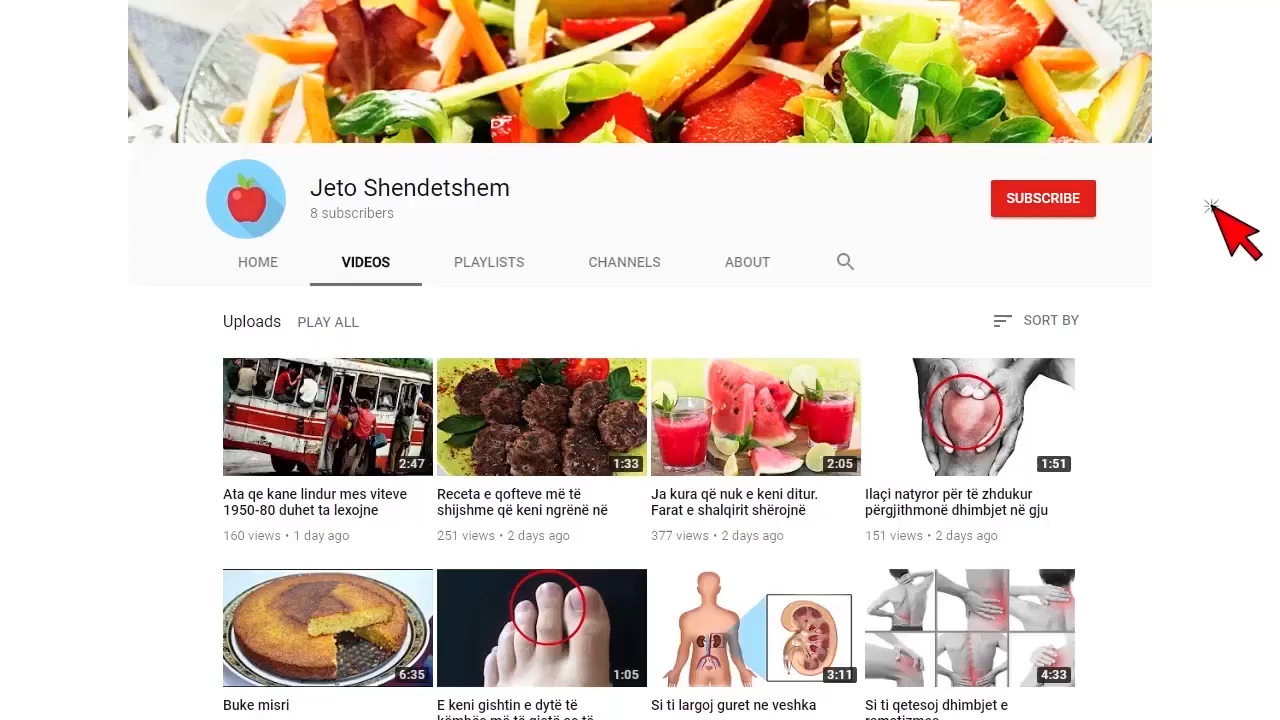 Jeto Shendetshem
8 subscribers
SUBSCRIBE
HOME
VIDEOS
PLAYLISTS
CHANNELS
ABOUT
Uploads
PLAY ALL
SORT BY
2:47
1:33
2:05
1:51
Ata qe kane lindur mes viteve
1950-80 duhet ta lexojne
160 views • 1 day ago
Receta e qofteve më të
shijshme që keni ngrënë në
251 views • 2 days ago
Ja kura që nuk e keni ditur.
Farat e shalqirit shërojnë
377 views • 2 days ago
Ilaçi natyror për të zhdukur
përgjithmonë dhimbjet në gju
151 views • 2 days ago
6:35
1:05
3:11
4:33
Buke misri
E keni gishtin e dytë të
Si ti largoj guret ne veshka
Si ti qetesoj dhimbjet e